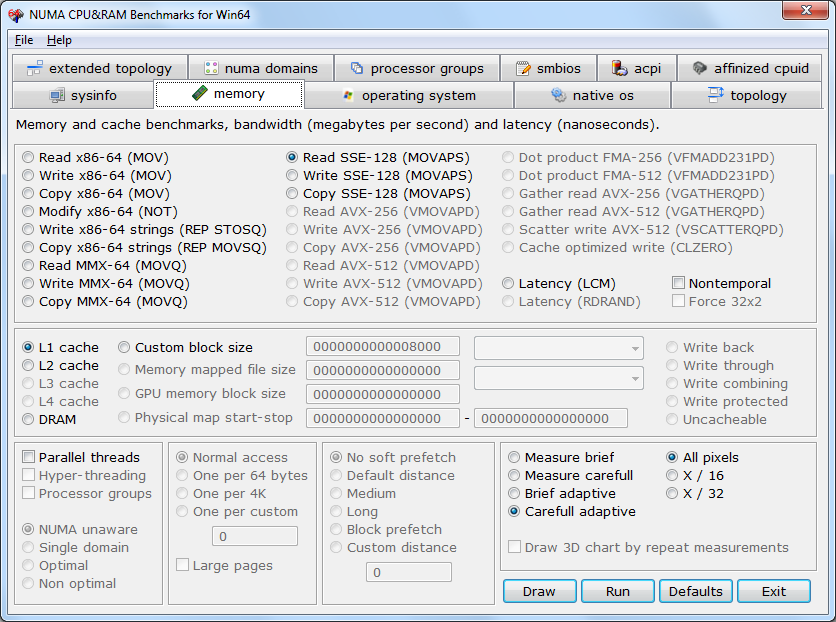 NUMA CPU&RAM Benchmarks for Win64
File Help
extended topology numa domains processor groups smbios acpi affinized cpuid
sysinfo memory operating system native os topology
Memory and cache benchmarks, bandwidth (megabytes per second) and latency (nanoseconds).
Read x86-64 (MOV) Read SSE-128 (MOVAPS) Dot product FMA-256 (VFMADD231PD)
Write x86-64 (MOV) Write SSE-128 (MOVAPS) Dot product FMA-512 (VFMADD231PD)
Copy x86-64 (MOV) Copy SSE-128 (MOVAPS) Gather read AVX-256 (VGATHERQPD)
Modify x86-64 (NOT) Read AVX-256 (VMOVAPD) Gather read AVX-512 (VGATHERQPD)
Write x86-64 strings (REP STOSQ) Write AVX-256 (VMOVAPD) Scatter write AVX-512 (VSCATTERQPD)
Copy x86-64 strings (REP MOVSQ) Copy AVX-256 (VMOVAPD) Cache optimized write (CLZERO)
Read MMX-64 (MOVQ) Read AVX-512 (VMOVAPD)
Write MMX-64 (MOVQ) Write AVX-512 (VMOVAPD) Latency (LCM) Nontemporal
Copy MMX-64 (MOVQ) Copy AVX-512 (VMOVAPD) Latency (RDRAND) Force 32x2
L1 cache Custom block size 0000000000008000 Write back
L2 cache Memory mapped file size 0000000000000000 Write through
L3 cache GPU memory block size 0000000000000000 Write combining
L4 cache Physical map start-stop 0000000000000000 - 0000000000000000 Write protected
DRAM Uncacheable
Parallel threads Normal access No soft prefetch Measure brief All pixels
Hyper-threading One per 64 bytes Default distance Measure carefull X / 16
Processor groups One per 4K Medium Brief adaptive X / 32
One per custom Long Carefull adaptive
NUMA unaware 0 Block prefetch
Single domain Custom distance Draw 3D chart by repeat measurements
Optimal Large pages 0
Non optimal
Draw Run Defaults Exit